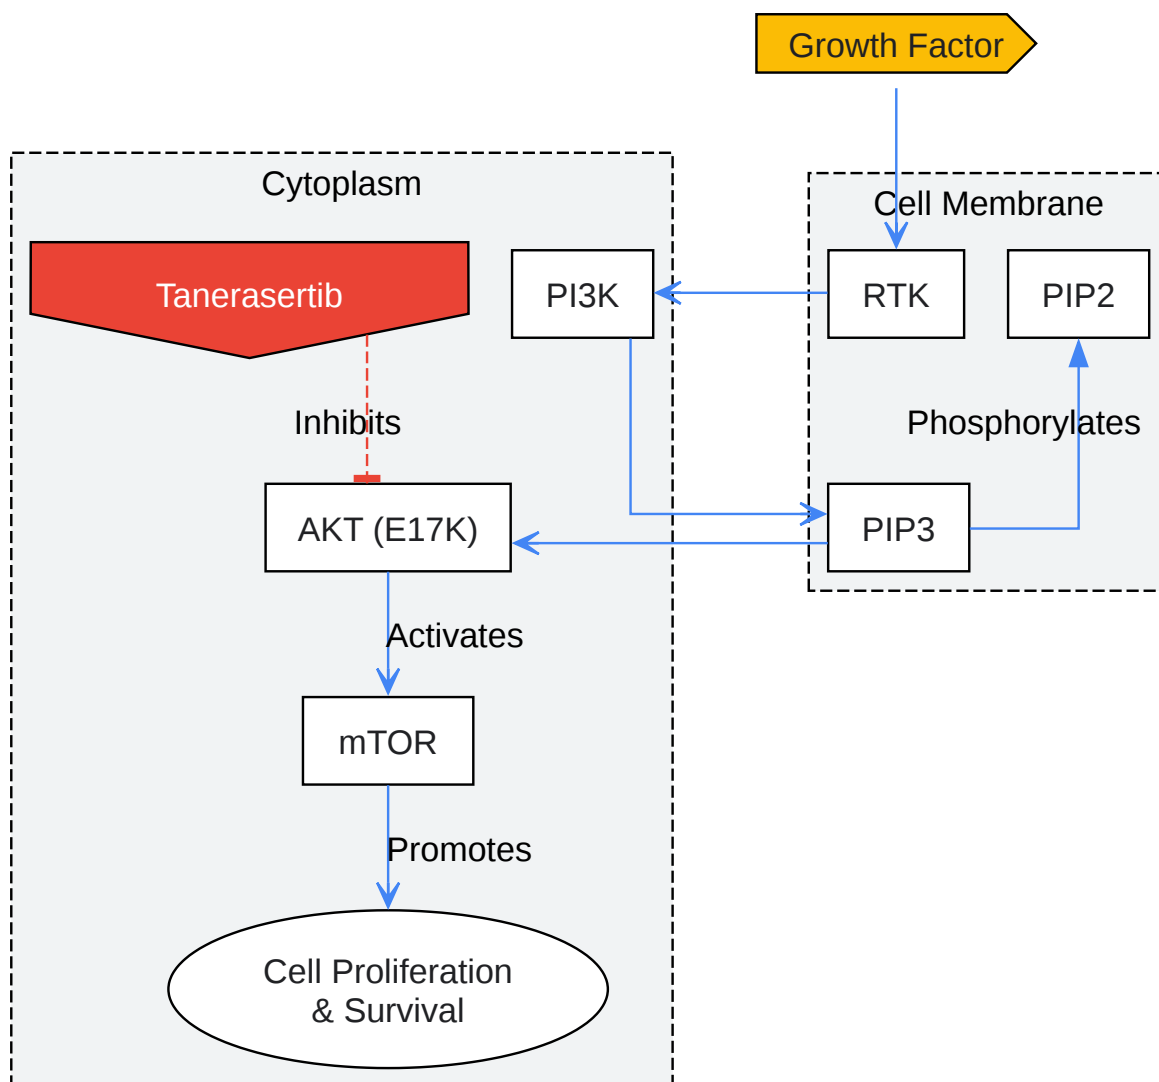 Growth Factor
Cytoplasm
Cell Membrane
Tanerasertib
PI3K
RTK
PIP2
Inhibits
Phosphorylates
AKT (E17K)
PIP3
Activates
mTOR
Promotes
Cell Proliferation
& Survival